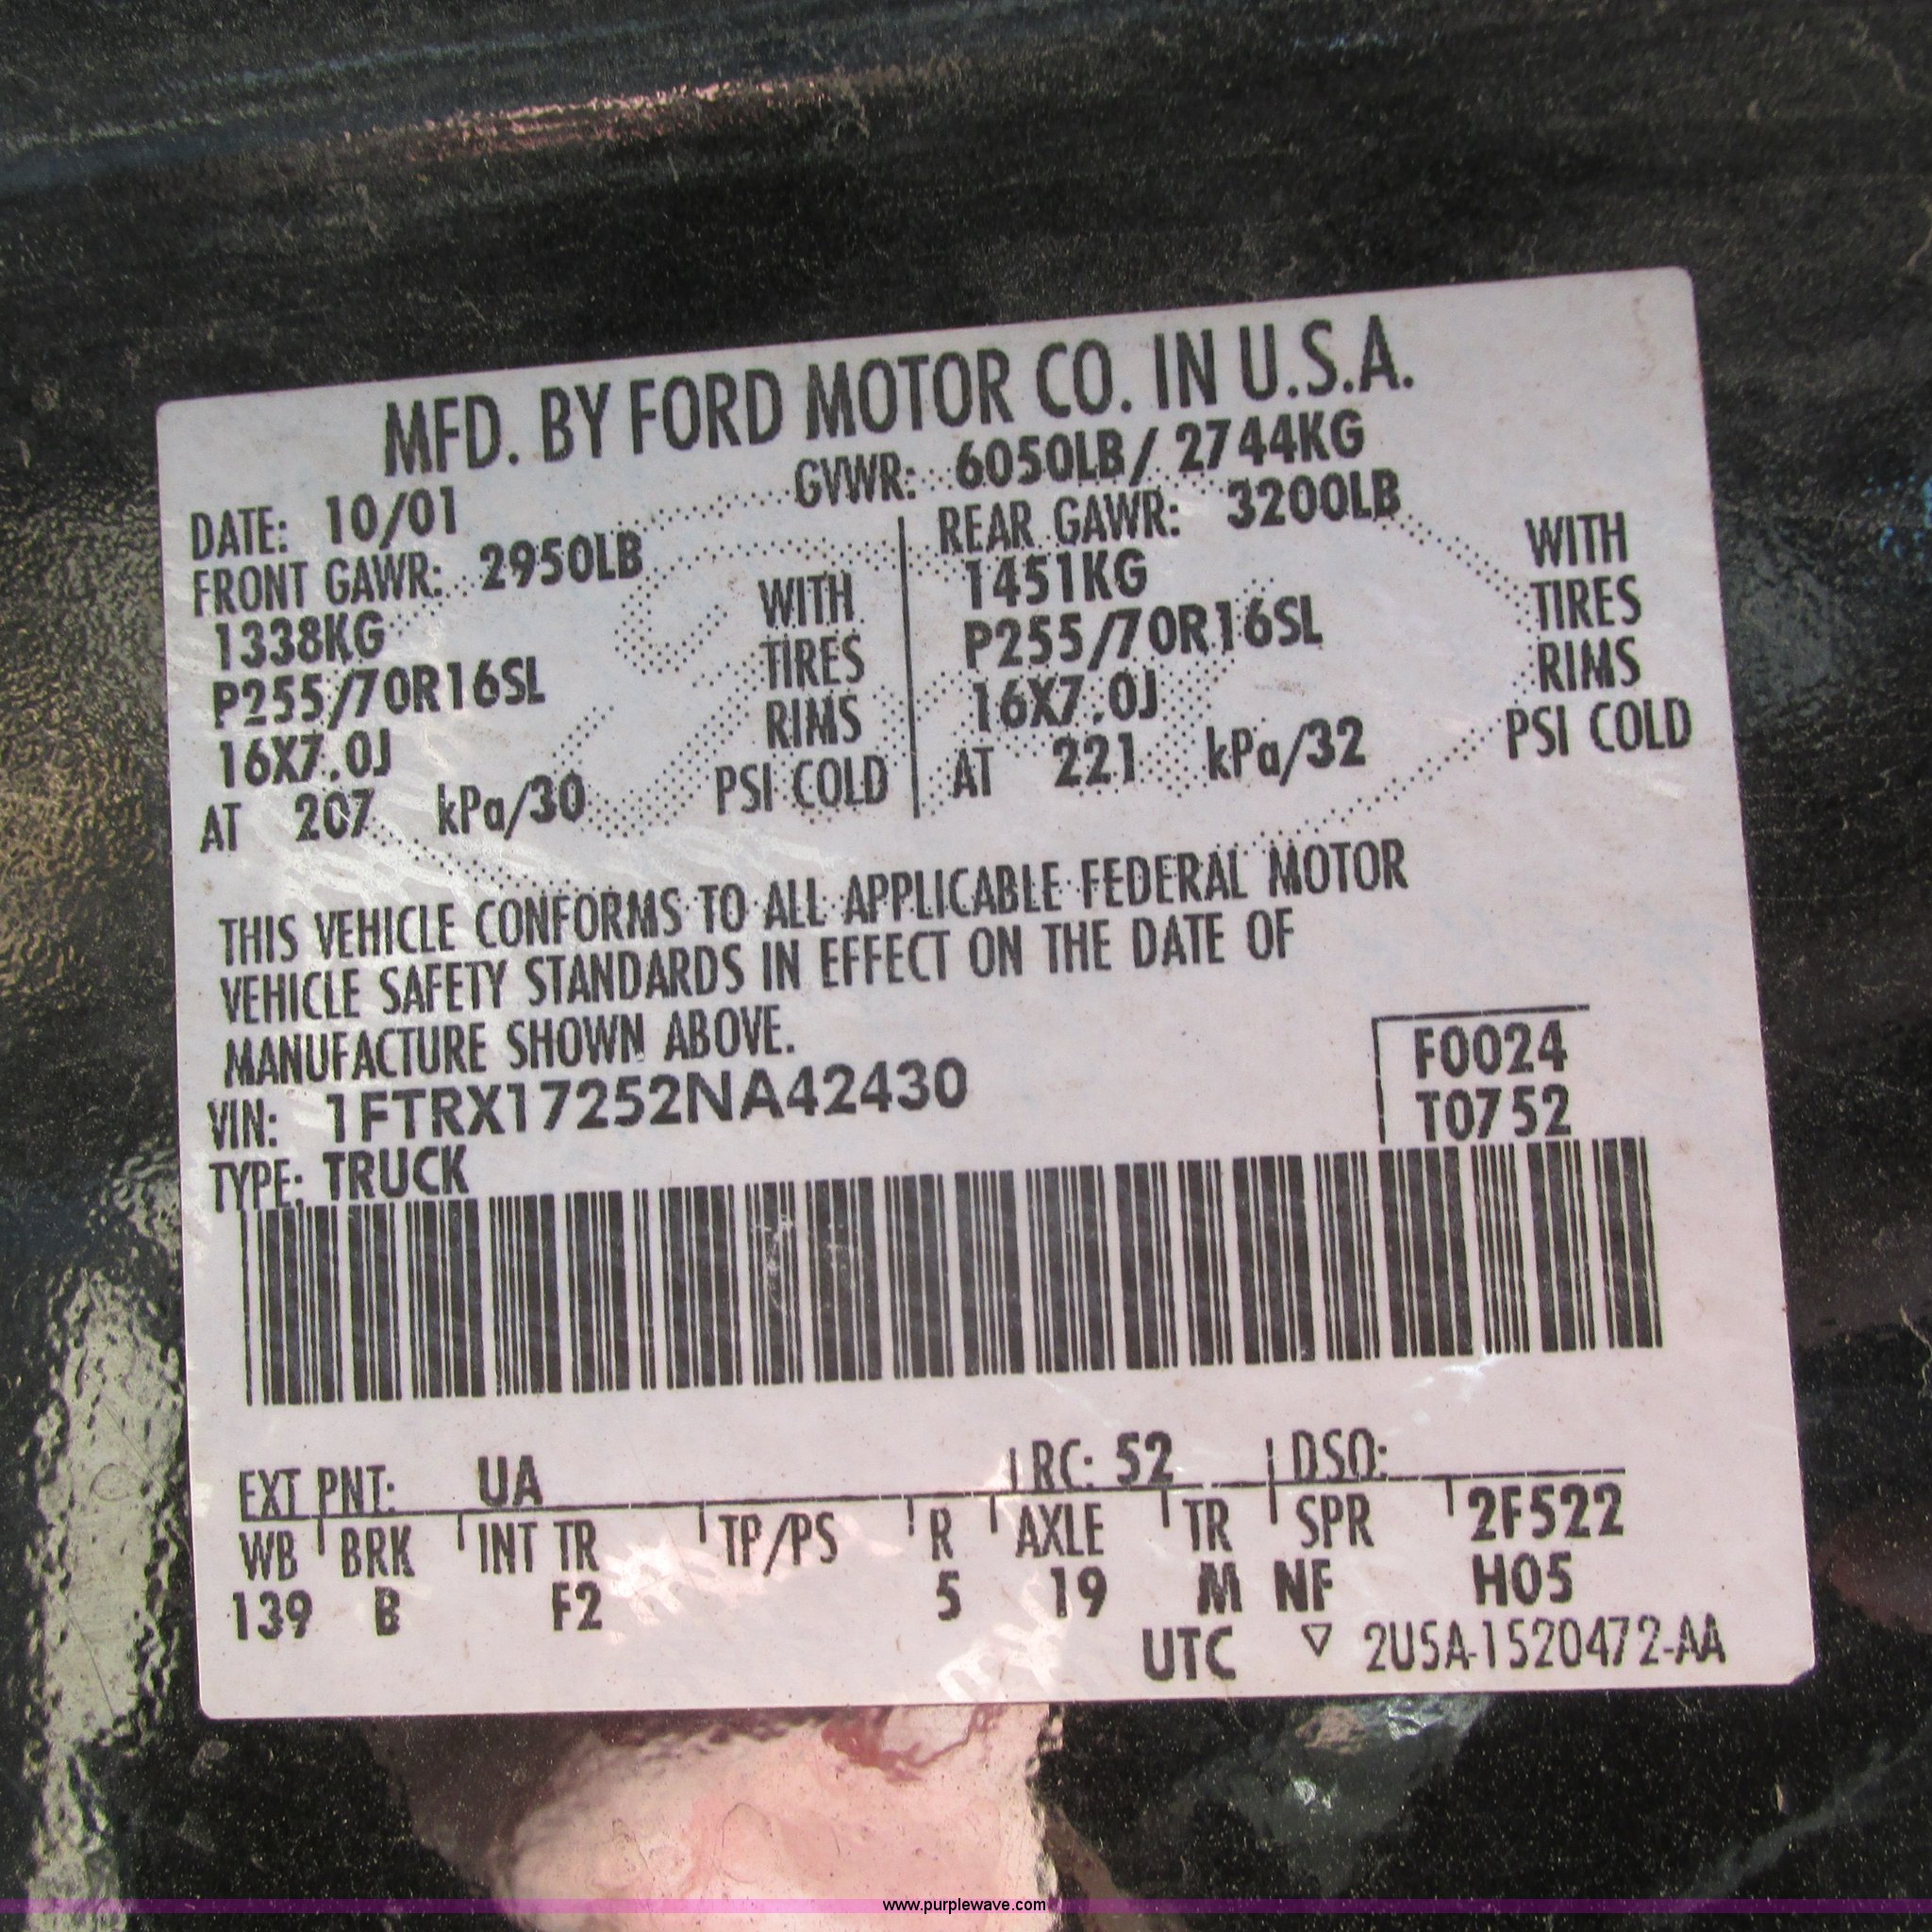 MFD. BY FORD MOTOR CO. IN U.S.A.
DATE: 10/01 GVWR: 6050LB/ 2744KG
FRONT GAWR: 2950LB REAR GAWR: 3200LB
1338KG WITH 1451KG WITH
P255/70R16SL TIRES P255/70R16SL TIRES
16X7.0J RIMS 16X7.0J RIMS
AT 207 kPa/30 PSI COLD AT 221 kPa/32 PSI COLD
THIS VEHICLE CONFORMS TO ALL APPLICABLE FEDERAL MOTOR
VEHICLE SAFETY STANDARDS IN EFFECT ON THE DATE OF
MANUFACTURE SHOWN ABOVE.
F0024
VIN: 1FTRX17252NA42430 T0752
TYPE: TRUCK
EXT PNT: UA RC: 52 DSO:
WB BRK INT TR TP/PS R AXLE TR SPR 2F522
139 B F2 5 19 M NF H05
UTC ▽ 2U5A-1520472-AA
www.purplewave.com